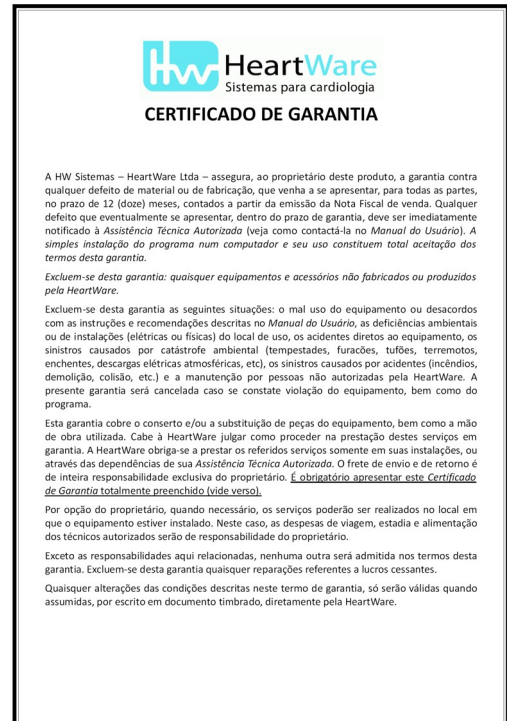 HW HeartWare
Sistemas para cardiologia
CERTIFICADO DE GARANTIA
A HW Sistemas – HeartWare Ltda – assegura, ao proprietário deste produto, a garantia contra
qualquer defeito de material ou de fabricação, que venha a se apresentar, para todas as partes,
no prazo de 12 (doze) meses, contados a partir da emissão da Nota Fiscal de venda. Qualquer
defeito que eventualmente se apresentar, dentro do prazo de garantia, deve ser imediatamente
notificado à Assistência Técnica Autorizada (veja como contactá-la no Manual do Usuário). A
simples instalação do programa num computador e seu uso constituem total aceitação dos
termos desta garantia.
Excluem-se desta garantia: quaisquer equipamentos e acessórios não fabricados ou produzidos
pela HeartWare.
Excluem-se desta garantia as seguintes situações: o mal uso do equipamento ou desacordos
com as instruções e recomendações descritas no Manual do Usuário, as deficiências ambientais
ou de instalações (elétricas ou físicas) do local de uso, os acidentes diretos ao equipamento, os
sinistros causados por catástrofe ambiental (tempestades, furacões, tufões, terremotos,
enchentes, descargas elétricas atmosféricas, etc), os sinistros causados por acidentes (incêndios,
demolição, colisão, etc.) e a manutenção por pessoas não autorizadas pela HeartWare. A
presente garantia será cancelada caso se constate violação do equipamento, bem como do
programa.
Esta garantia cobre o conserto e/ou a substituição de peças do equipamento, bem como a mão
de obra utilizada. Cabe à HeartWare julgar como proceder na prestação destes serviços em
garantia. A HeartWare obriga-se a prestar os referidos serviços somente em suas instalações, ou
através das dependências de sua Assistência Técnica Autorizada. O frete de envio e de retorno é
de inteira responsabilidade exclusiva do proprietário. É obrigatório apresentar este Certificado
de Garantia totalmente preenchido (vide verso).
Por opção do proprietário, quando necessário, os serviços poderão ser realizados no local em
que o equipamento estiver instalado. Neste caso, as despesas de viagem, estadia e alimentação
dos técnicos autorizados serão de responsabilidade do proprietário.
Exceto as responsabilidades aqui relacionadas, nenhuma outra será admitida nos termos desta
garantia. Excluem-se desta garantia quaisquer reparações referentes a lucros cessantes.
Quaisquer alterações das condições descritas neste termo de garantia, só serão válidas quando
assumidas, por escrito em documento timbrado, diretamente pela HeartWare.